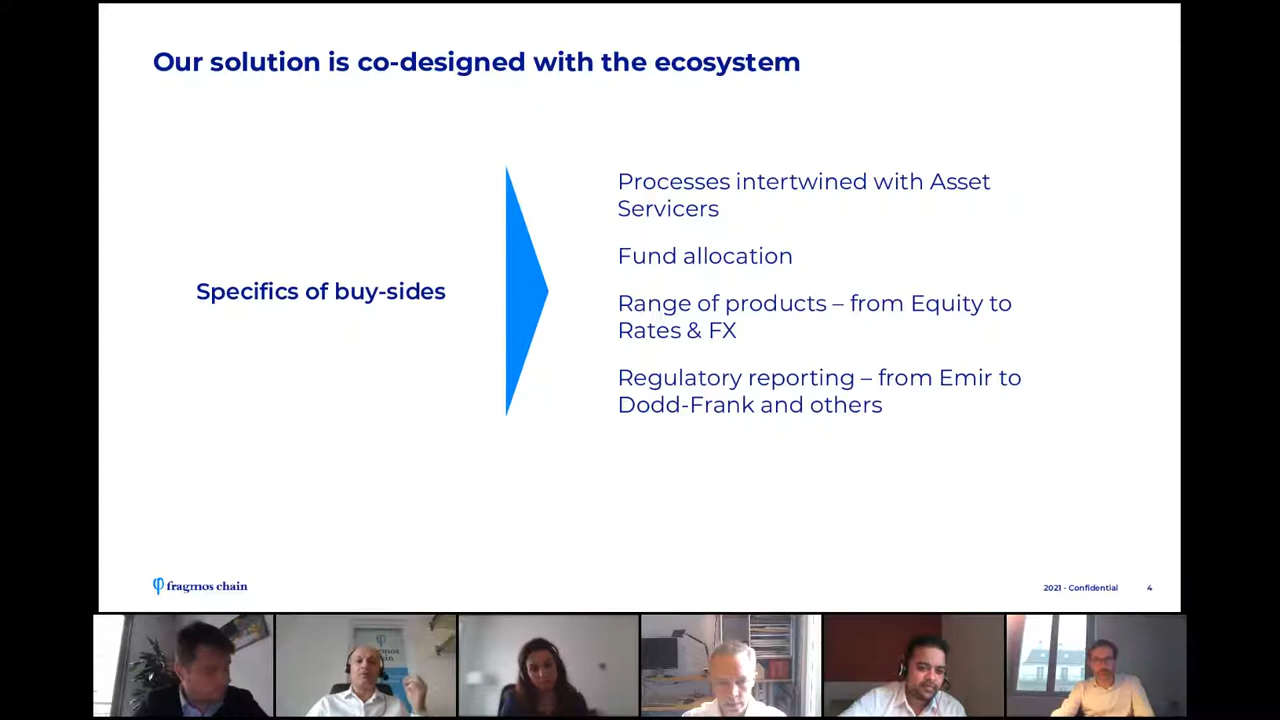 Our solution is co-designed with the ecosystem
Specifics of buy-sides
Processes intertwined with Asset
Servicers
Fund allocation
Range of products – from Equity to
Rates & FX
Regulatory reporting – from Emir to
Dodd-Frank and others
fragmos chain
2021 - Confidential
4